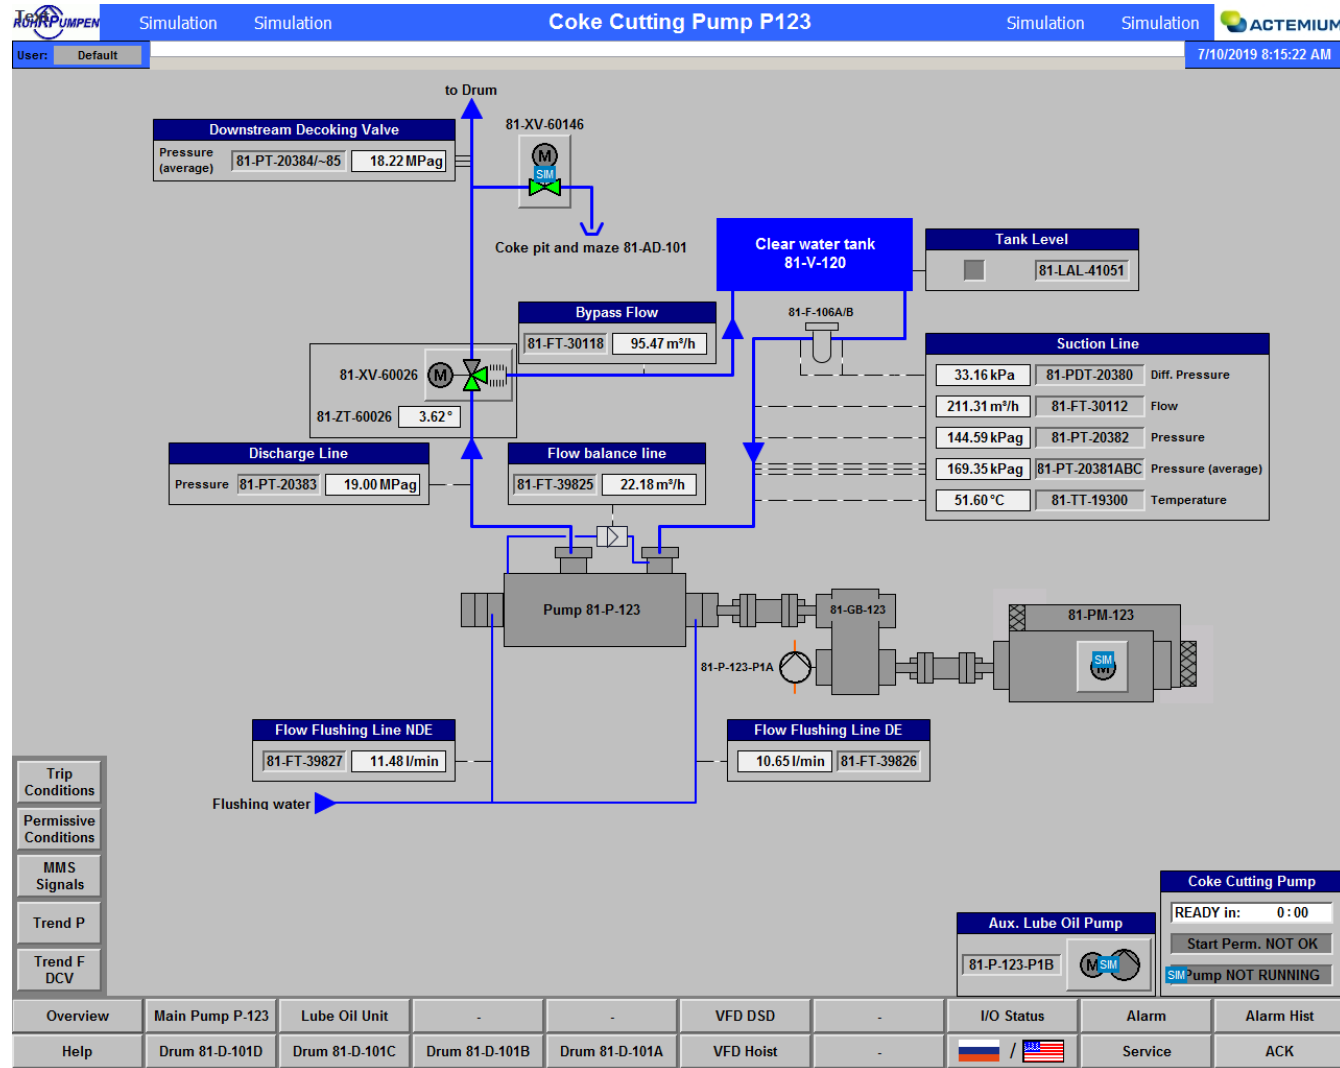 Text
RUHRPUMPEN
Simulation
Simulation
Coke Cutting Pump P123
Simulation
Simulation
ACTEMIUM
User:
Default
7/10/2019 8:15:22 AM
to Drum
81-XV-60146
Downstream Decoking Valve
Pressure
(average)
81-PT-20384/~85
18.22 MPag
M
SIM
Coke pit and maze 81-AD-101
Clear water tank
81-V-120
Tank Level
81-LAL-41051
Bypass Flow
81-FT-30118
95.47 m³/h
81-F-106A/B
Suction Line
33.16 kPa
81-PDT-20380
Diff. Pressure
211.31 m³/h
81-FT-30112
Flow
144.59 kPag
81-PT-20382
Pressure
169.35 kPag
81-PT-20381ABC
Pressure (average)
51.60 °C
81-TT-19300
Temperature
81-XV-60026
M
81-ZT-60026
3.62 °
Discharge Line
Pressure
81-PT-20383
19.00 MPag
Flow balance line
81-FT-39825
22.18 m³/h
Pump 81-P-123
81-GB-123
81-PM-123
81-P-123-P1A
SIM
M
Flow Flushing Line NDE
81-FT-39827
11.48 l/min
Flow Flushing Line DE
10.65 l/min
81-FT-39826
Flushing water
Trip
Conditions
Permissive
Conditions
MMS
Signals
Trend P
Trend F
DCV
Aux. Lube Oil Pump
81-P-123-P1B
M
SIM
Coke Cutting Pump
READY in:
0:00
Start Perm. NOT OK
SIM
Pump NOT RUNNING
Overview
Main Pump P-123
Lube Oil Unit
-
-
VFD DSD
-
I/O Status
Alarm
Alarm Hist
Help
Drum 81-D-101D
Drum 81-D-101C
Drum 81-D-101B
Drum 81-D-101A
VFD Hoist
-
/
Service
ACK